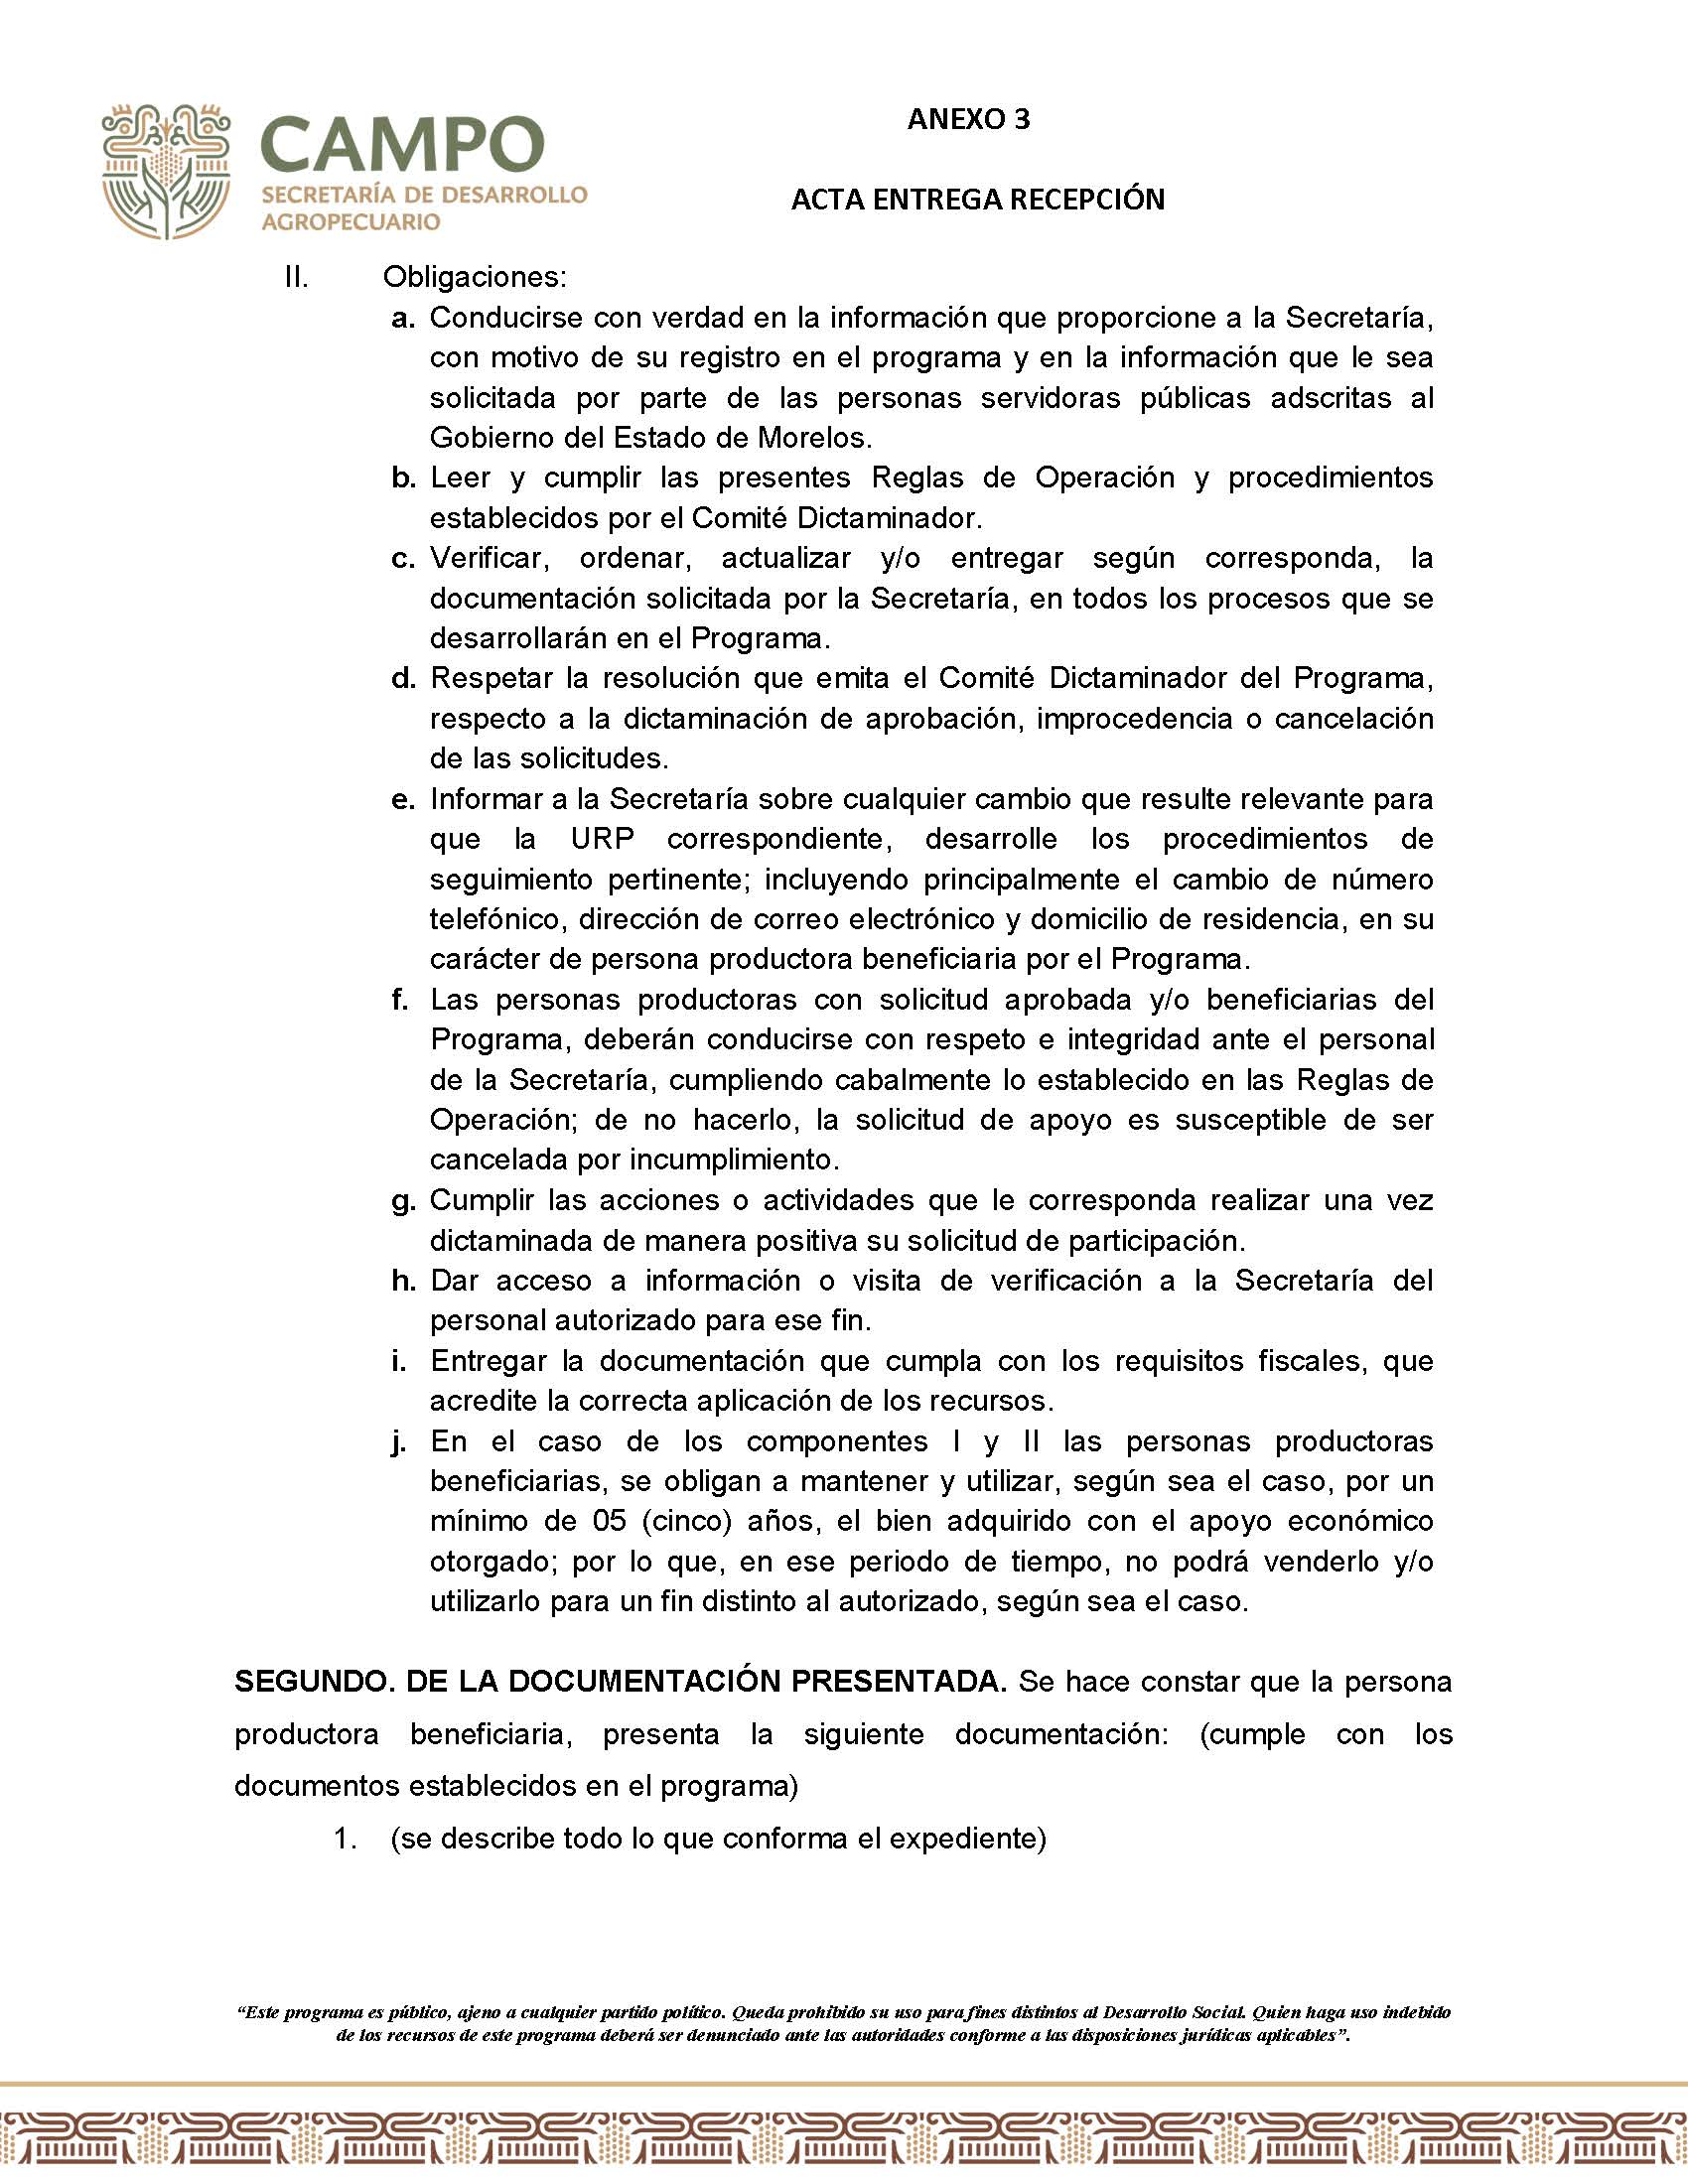 CAMPO
SECRETARÍA DE DESARROLLO
AGROPECUARIO
ANEXO 3
ACTA ENTREGA RECEPCIÓN
II. Obligaciones:
a. Conducirse con verdad en la información que proporcione a la Secretaría,
con motivo de su registro en el programa y en la información que le sea
solicitada por parte de las personas servidoras públicas adscritas al
Gobierno del Estado de Morelos.
b. Leer y cumplir las presentes Reglas de Operación y procedimientos
establecidos por el Comité Dictaminador.
c. Verificar, ordenar, actualizar y/o entregar según corresponda, la
documentación solicitada por la Secretaría, en todos los procesos que se
desarrollarán en el Programa.
d. Respetar la resolución que emita el Comité Dictaminador del Programa,
respecto a la dictaminación de aprobación, improcedencia o cancelación
de las solicitudes.
e. Informar a la Secretaría sobre cualquier cambio que resulte relevante para
que la URP correspondiente, desarrolle los procedimientos de
seguimiento pertinente; incluyendo principalmente el cambio de número
telefónico, dirección de correo electrónico y domicilio de residencia, en su
carácter de persona productora beneficiaria por el Programa.
f. Las personas productoras con solicitud aprobada y/o beneficiarias del
Programa, deberán conducirse con respeto e integridad ante el personal
de la Secretaría, cumpliendo cabalmente lo establecido en las Reglas de
Operación; de no hacerlo, la solicitud de apoyo es susceptible de ser
cancelada por incumplimiento.
g. Cumplir las acciones o actividades que le corresponda realizar una vez
dictaminada de manera positiva su solicitud de participación.
h. Dar acceso a información o visita de verificación a la Secretaría del
personal autorizado para ese fin.
i. Entregar la documentación que cumpla con los requisitos fiscales, que
acredite la correcta aplicación de los recursos.
j. En el caso de los componentes I y II las personas productoras
beneficiarias, se obligan a mantener y utilizar, según sea el caso, por un
mínimo de 05 (cinco) años, el bien adquirido con el apoyo económico
otorgado; por lo que, en ese periodo de tiempo, no podrá venderlo y/o
utilizarlo para un fin distinto al autorizado, según sea el caso.
SEGUNDO. DE LA DOCUMENTACIÓN PRESENTADA. Se hace constar que la persona
productora beneficiaria, presenta la siguiente documentación: (cumple con los
documentos establecidos en el programa)
1. (se describe todo lo que conforma el expediente)
“Este programa es público, ajeno a cualquier partido político. Queda prohibido su uso para fines distintos al Desarrollo Social. Quien haga uso indebido
de los recursos de este programa deberá ser denunciado ante las autoridades conforme a las disposiciones jurídicas aplicables”.